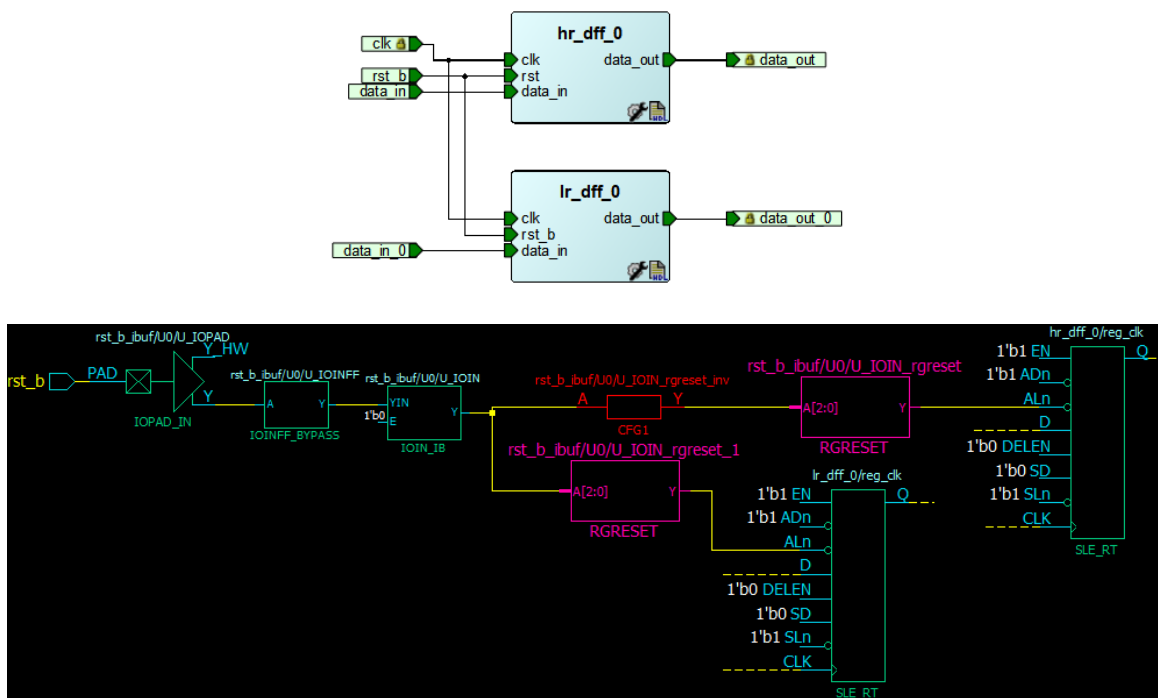 hr_dff_0
clk
clk
data_out
data_out
rst_b
rst
data_in
data_in
HDL
lr_dff_0
clk
data_out
data_out_0
rst_b
data_in_0
data_in
HDL
hr_dff_0/reg_clk
rst_b_ibuf/U0/U_IOPAD
Y_HW
1'b1 EN
Q
rst_b
PAD
rst_b_ibuf/U0/U_IOINFF
rst_b_ibuf/U0/U_IOIN
rst_b_ibuf/U0/U_IOIN_rgreset_inv
rst_b_ibuf/U0/U_IOIN_rgreset
1'b1 ADn
Y
A
Y
YIN
Y
A
Y
A[2:0]
Y
ALn
1'b0
E
D
IOPAD_IN
IOINFF_BYPASS
IOIN_IB
CFG1
RGRESET
1'b0 DELEN
rst_b_ibuf/U0/U_IOIN_rgreset_1
1'b0 SD
lr_dff_0/reg_clk
A[2:0]
Y
1'b1 EN
Q
1'b1 SLn
1'b1 ADn
CLK
RGRESET
ALn
SLE_RT
D
1'b0 DELEN
1'b0 SD
1'b1 SLn
CLK
SLE_RT